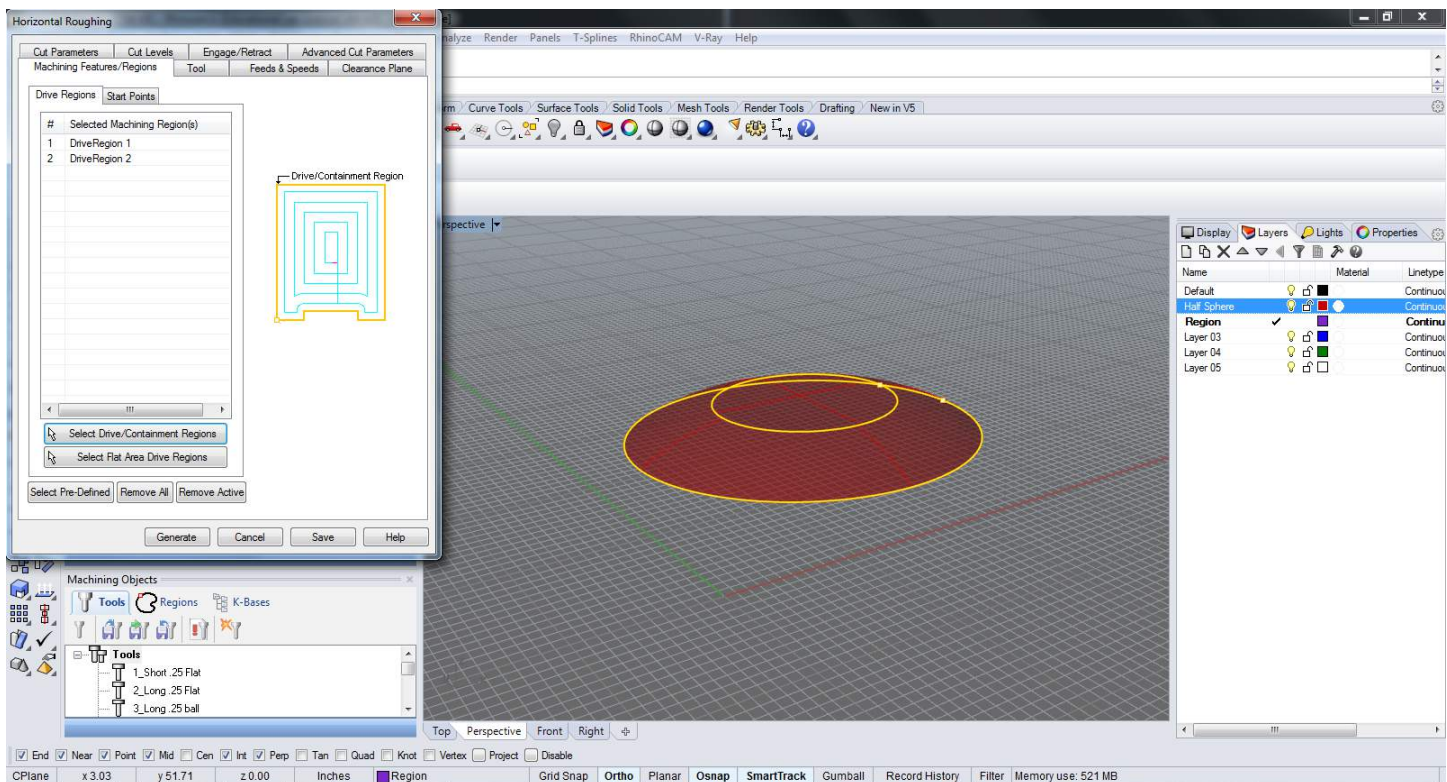 Horizontal Roughing
Cut Parameters Cut Levels Engage/Retract Advanced Cut Parameters
Machining Features/Regions Tool Feeds & Speeds Clearance Plane
Drive Regions Start Points
# Selected Machining Region(s)
1 DriveRegion 1
2 DriveRegion 2
Drive/Containment Region
Select Drive/Containment Regions
Select Flat Area Drive Regions
Select Pre-Defined Remove All Remove Active
Generate Cancel Save Help
nalyze Render Panels T-Splines RhinoCAM V-Ray Help
rm Curve Tools Surface Tools Solid Tools Mesh Tools Render Tools Drafting New in V5
rspective
Display Layers Lights Properties
Name Material Linetype
Default Continuou
Half Sphere Continuou
Region Continu
Layer 03 Continuou
Layer 04 Continuou
Layer 05 Continuou
Machining Objects
Tools Regions K-Bases
Tools
1_Short .25 Flat
2_Long .25 Flat
3_Long .25 ball
Top Perspective Front Right
End Near Point Mid Cen Int Perp Tan Quad Knot Vertex Project Disable
CPlane x 3.03 y 51.71 z 0.00 Inches Region Grid Snap Ortho Planar Osnap SmartTrack Gumball Record History Filter Memory use: 521 MB